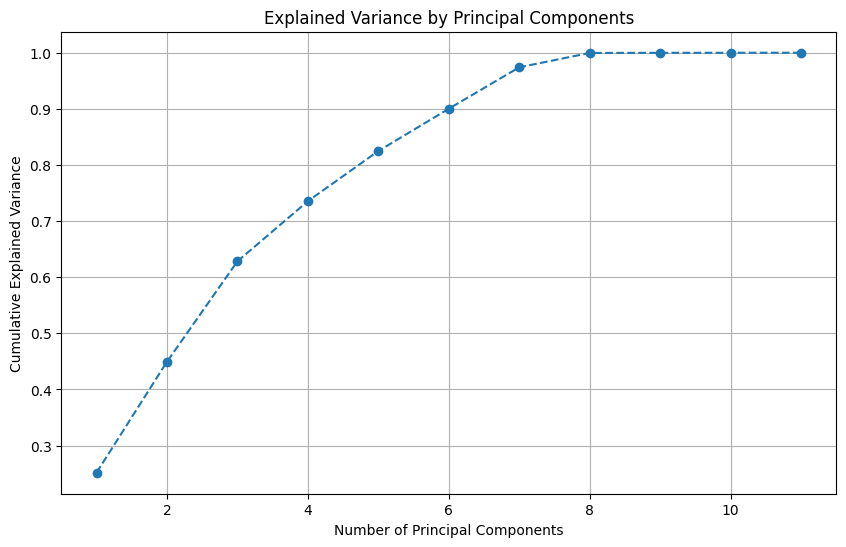 Explained Variance by Principal Components
Cumulative Explained Variance
1.0
0.9
0.8
0.7
0.6
0.5
0.4
0.3
2 4 6 8 10
Number of Principal Components